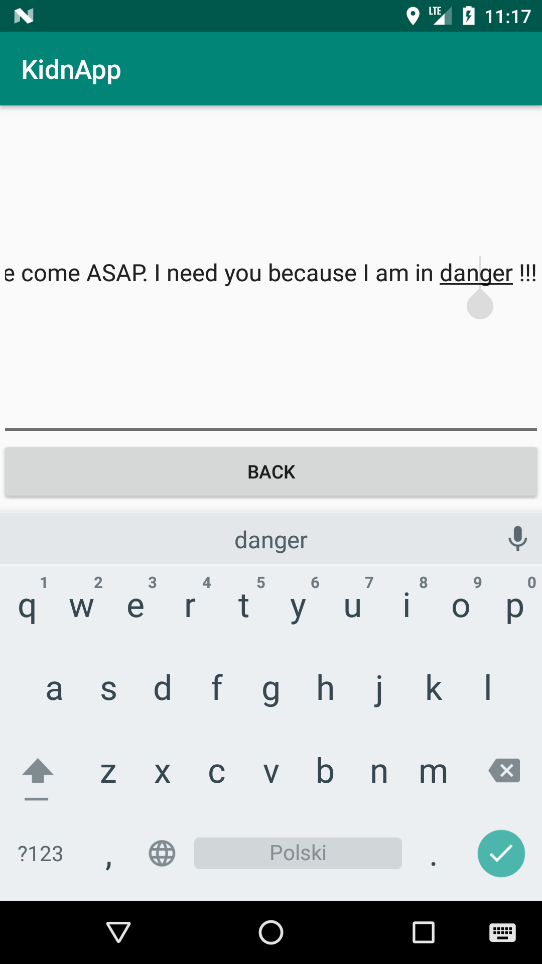 LTE 11:17
KidnApp
e come ASAP. I need you because I am in danger !!!
BACK
danger
1 2 3 4 5 6 7 8 9 0
q w e r t y u i o p
a s d f g h j k l
z x c v b n m
?123 , Polski .